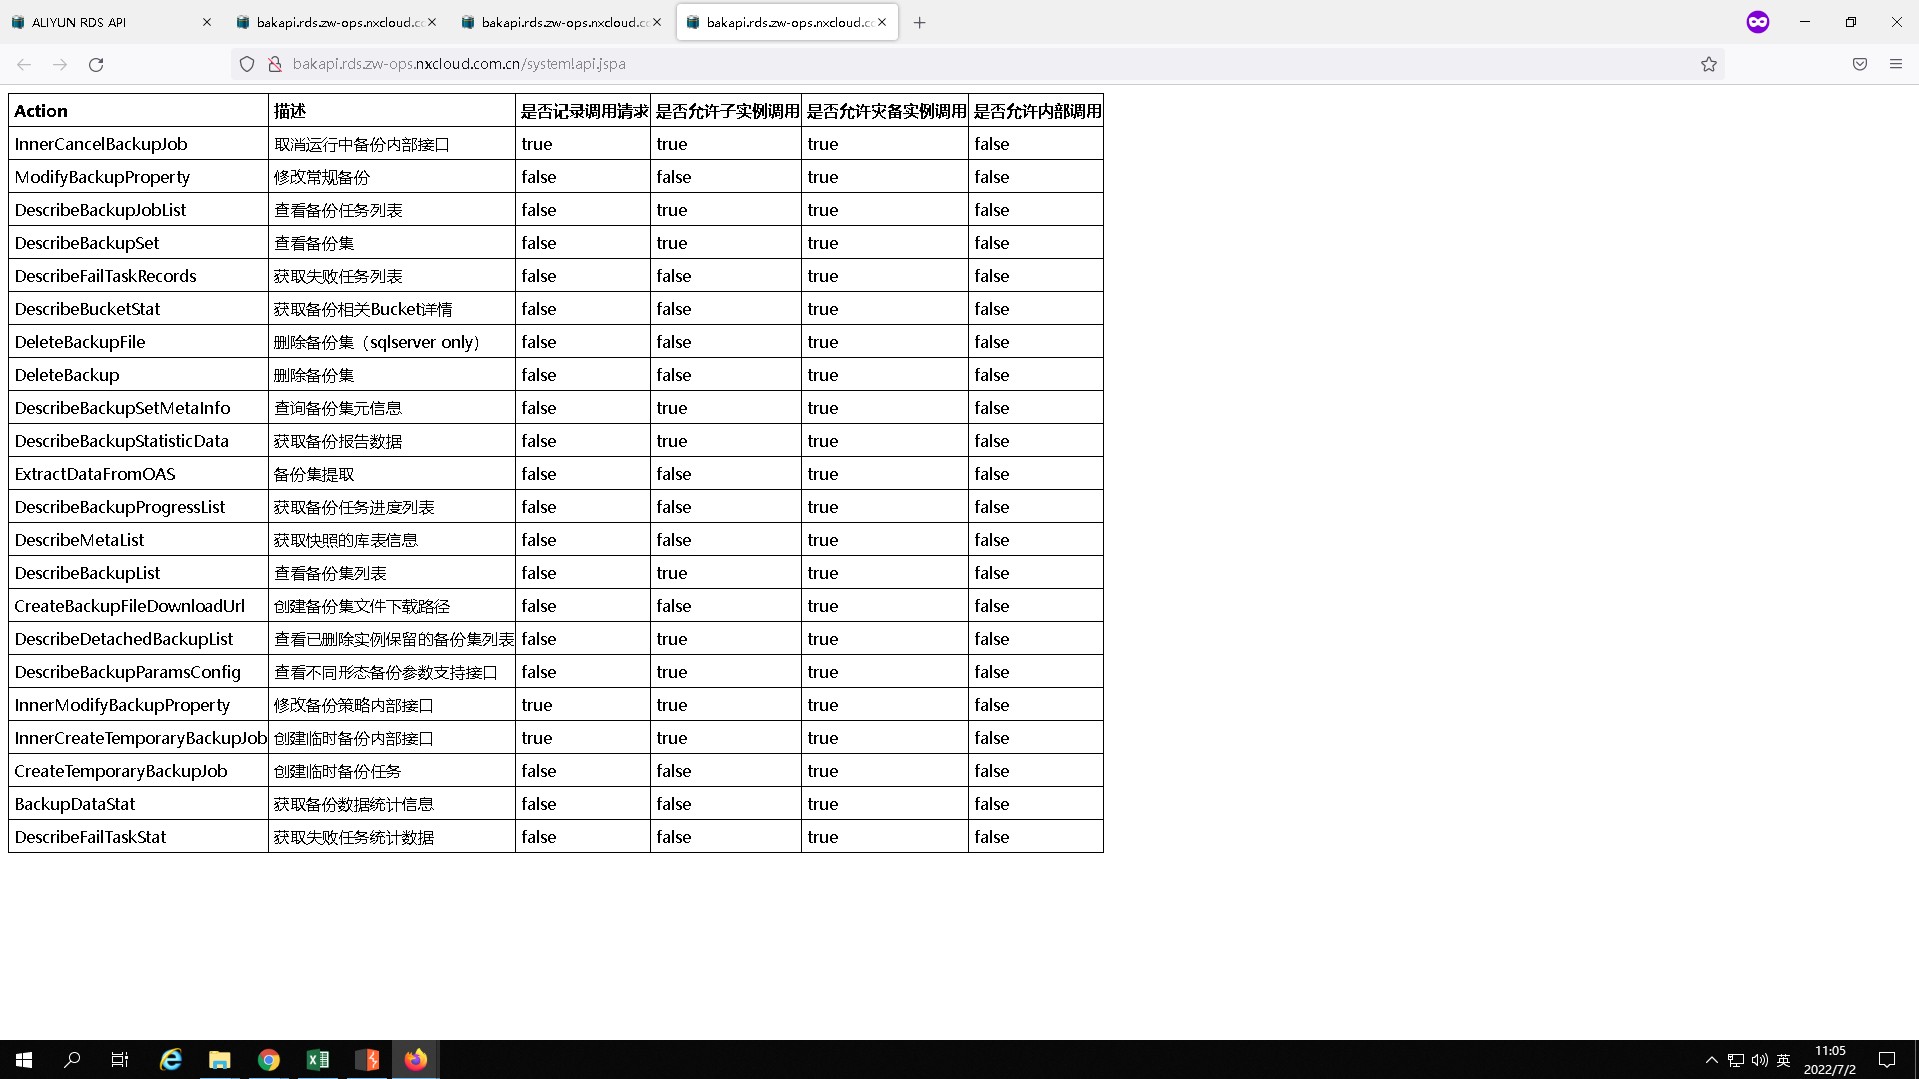 ALIYUN RDS API
bakapi.rds.zw-ops.nxcloud.cc
bakapi.rds.zw-ops.nxcloud.cc
bakapi.rds.zw-ops.nxcloud.cc
bakapi.rds.zw-ops.nxcloud.com.cn/system!api.jspa
Action 描述 是否记录调用请求 是否允许子实例调用 是否允许灾备实例调用 是否允许内部调用
InnerCancelBackupJob 取消运行中备份内部接口 true true true false
ModifyBackupProperty 修改常规备份 false false true false
DescribeBackupJobList 查看备份任务列表 false true true false
DescribeBackupSet 查看备份集 false true true false
DescribeFailTaskRecords 获取失败任务列表 false false true false
DescribeBucketStat 获取备份相关Bucket详情 false false true false
DeleteBackupFile 删除备份集（sqlserver only） false false true false
DeleteBackup 删除备份集 false false true false
DescribeBackupSetMetaInfo 查询备份集元信息 false true true false
DescribeBackupStatisticData 获取备份报告数据 false true true false
ExtractDataFromOAS 备份集提取 false false true false
DescribeBackupProgressList 获取备份任务进度列表 false false true false
DescribeMetaList 获取快照的库表信息 false false true false
DescribeBackupList 查看备份集列表 false true true false
CreateBackupFileDownloadUrl 创建备份集文件下载路径 false false true false
DescribeDetachedBackupList 查看已删除实例保留的备份集列表 false true true false
DescribeBackupParamsConfig 查看不同形态备份参数支持接口 false true true false
InnerModifyBackupProperty 修改备份策略内部接口 true true true false
InnerCreateTemporaryBackupJob 创建临时备份内部接口 true true true false
CreateTemporaryBackupJob 创建临时备份任务 false false true false
BackupDataStat 获取备份数据统计信息 false false true false
DescribeFailTaskStat 获取失败任务统计数据 false false true false
英
11:05
2022/7/2